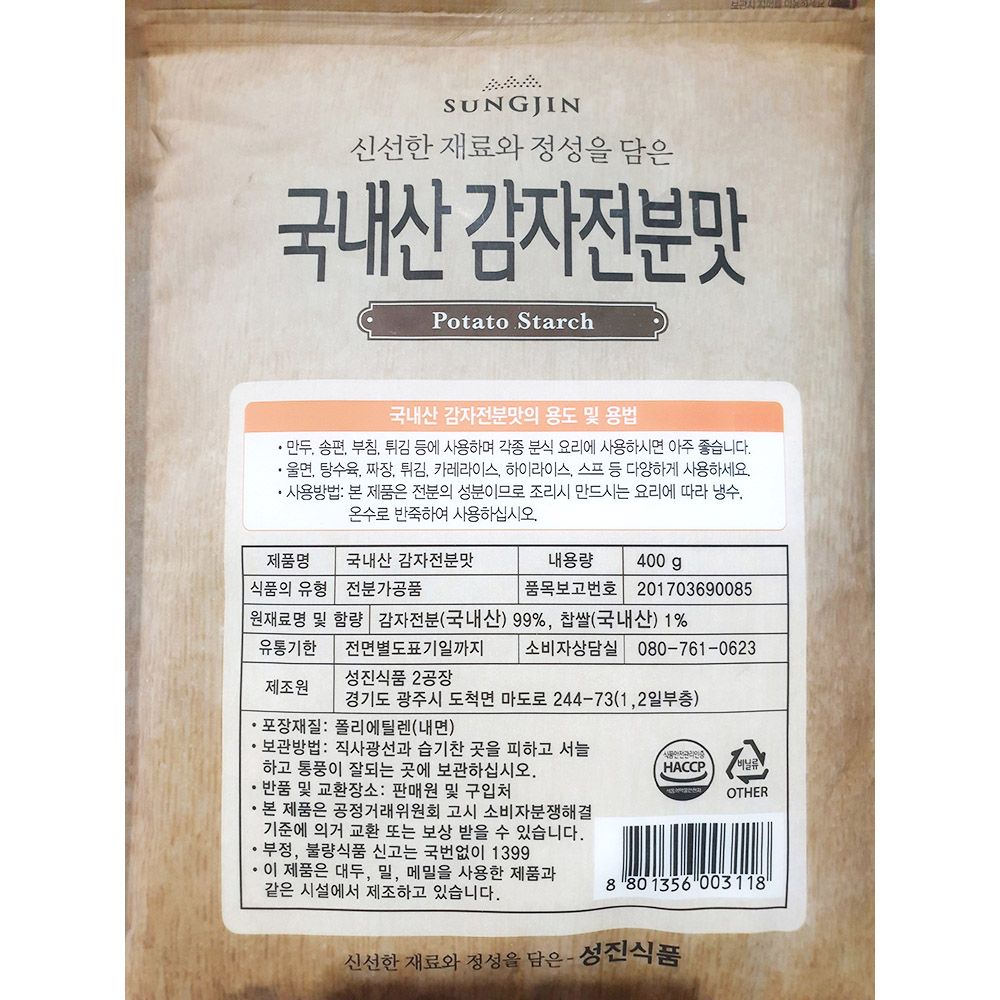 SUNGJIN
신선한 재료와 정성을 담은
국내산 감자전분맛
Potato Starch
국내산 감자전분맛의 용도 및 용법
• 만두, 송편, 부침, 튀김 등에 사용하며 각종 분식 요리에 사용하시면 아주 좋습니다.
• 울면, 탕수육, 짜장, 튀김, 카레라이스, 하이라이스, 스프 등 다양하게 사용하세요.
• 사용방법: 본 제품은 전분의 성분이므로 조리시 만드시는 요리에 따라 냉수,
온수로 반죽하여 사용하십시오.
제품명 국내산 감자전분맛 내용량 400 g
식품의 유형 전분가공품 품목보고번호 201703690085
원재료명 및 함량 감자전분(국내산) 99%, 찹쌀(국내산) 1%
유통기한 전면별도표기일까지 소비자상담실 080-761-0623
제조원 성진식품 2공장
경기도 광주시 도척면 마도로 244-73(1,2일부층)
• 포장재질: 폴리에틸렌(내면)
• 보관방법: 직사광선과 습기찬 곳을 피하고 서늘
하고 통풍이 잘되는 곳에 보관하십시오.
• 반품 및 교환장소: 판매원 및 구입처
• 본 제품은 공정거래위원회 고시 소비자분쟁해결
기준에 의거 교환 또는 보상 받을 수 있습니다.
• 부정, 불량식품 신고는 국번없이 1399
• 이 제품은 대두, 밀, 메밀을 사용한 제품과
같은 시설에서 제조하고 있습니다.
식품안전관리인증
HACCP
비닐류
OTHER
8 801356 003118
신선한 재료와 정성을 담은 - 성진식품